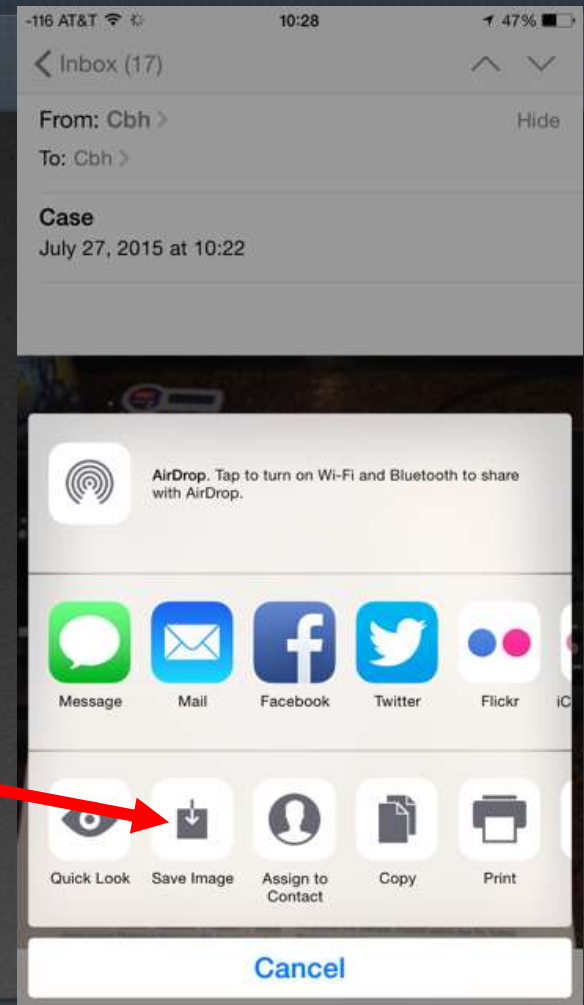 -116 AT&T 10:28 47%
Inbox (17)
From: Cbh Hide
To: Cbh
Case
July 27, 2015 at 10:22
AirDrop. Tap to turn on Wi-Fi and Bluetooth to share
with AirDrop.
Message Mail Facebook Twitter Flickr iC
Quick Look Save Image Assign to Contact Copy Print
Cancel